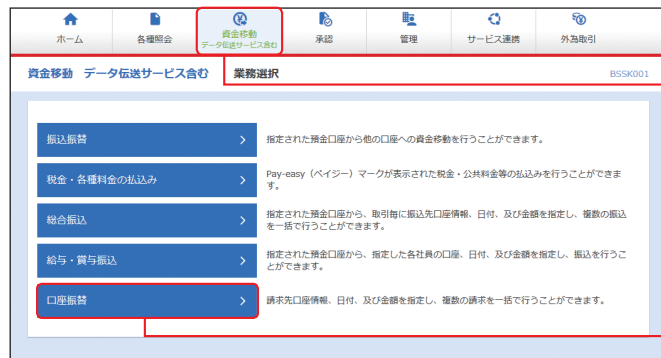 ホーム
各種照会
資金移動
データ伝送サービス含む
承認
管理
サービス連携
外為取引
資金移動 データ伝送サービス含む 業務選択 BSSK001
振込振替
指定された預金口座から他の口座への資金移動を行うことができます。
税金・各種料金の払込み
Pay-easy（ペイジー）マークが表示された税金・公共料金等の払込みを行うことができま
す。
総合振込
指定された預金口座から、取引毎に振込先口座情報、日付、及び金額を指定し、複数の振込
を一括で行うことができます。
給与・賞与振込
指定された預金口座から、指定した各社員の口座、日付、及び金額を指定し、振込を行うこ
とができます。
口座振替
請求先口座情報、日付、及び金額を指定し、複数の請求を一括で行うことができます。